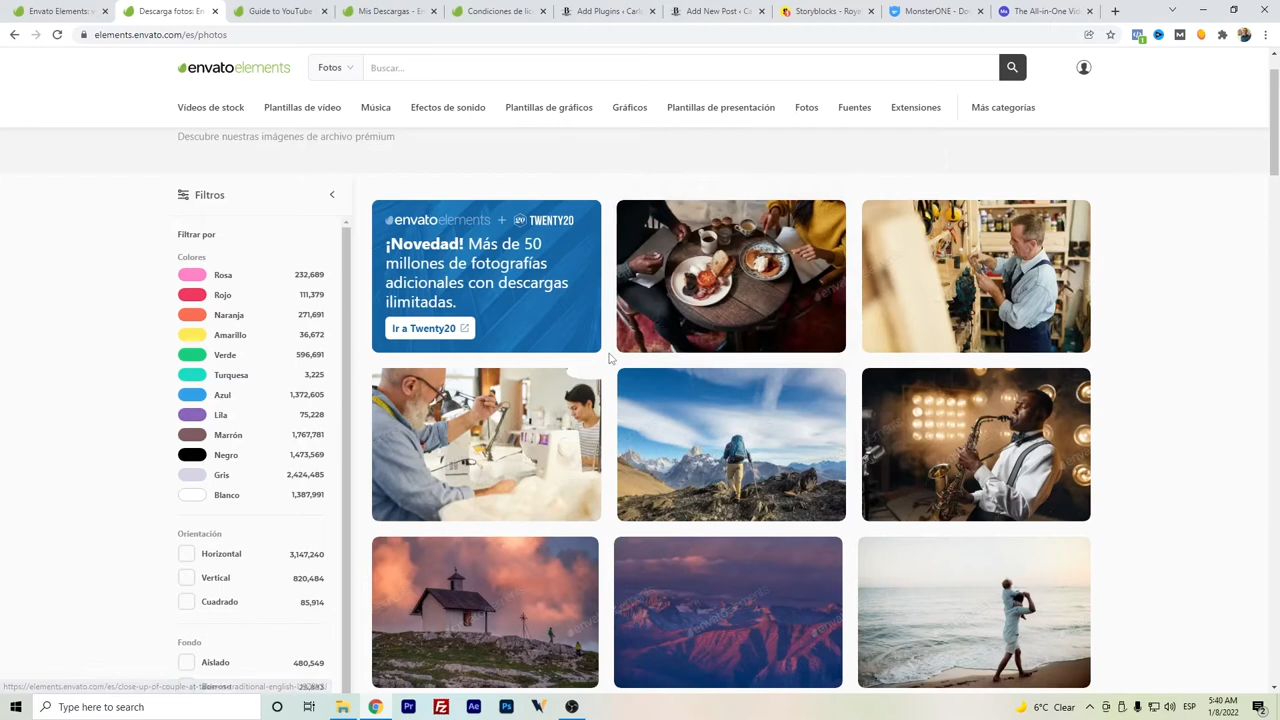 Envato Elements:
Descarga fotos:
Guide to YouTube
Mis Descargas - En
Condiciones de li
Add Plugins ‹ Carl
Add New Post ‹ Ca
Storyblocks - Roy
MonsterONE - Do
The All-in-One Vid
elements.envato.com/es/photos
envatoelements
Fotos
Buscar...
Vídeos de stock
Plantillas de vídeo
Música
Efectos de sonido
Plantillas de gráficos
Gráficos
Plantillas de presentación
Fotos
Fuentes
Extensiones
Más categorías
Descubre nuestras imágenes de archivo prémium
Filtros
Filtrar por
Colores
Rosa 232,689
Rojo 111,379
Naranja 271,691
Amarillo 36,672
Verde 596,691
Turquesa 3,225
Azul 1,372,605
Lila 75,228
Marrón 1,767,781
Negro 1,473,569
Gris 2,424,485
Blanco 1,387,991
Orientación
Horizontal 3,147,240
Vertical 820,484
Cuadrado 85,914
Fondo
Aislado 480,549
envatoelements + TWENTY20
¡Novedad! Más de 50
millones de fotografías
adicionales con descargas
ilimitadas.
Ir a Twenty20
Type here to search
6°C Clear
ESP
5:40 AM
1/8/2022